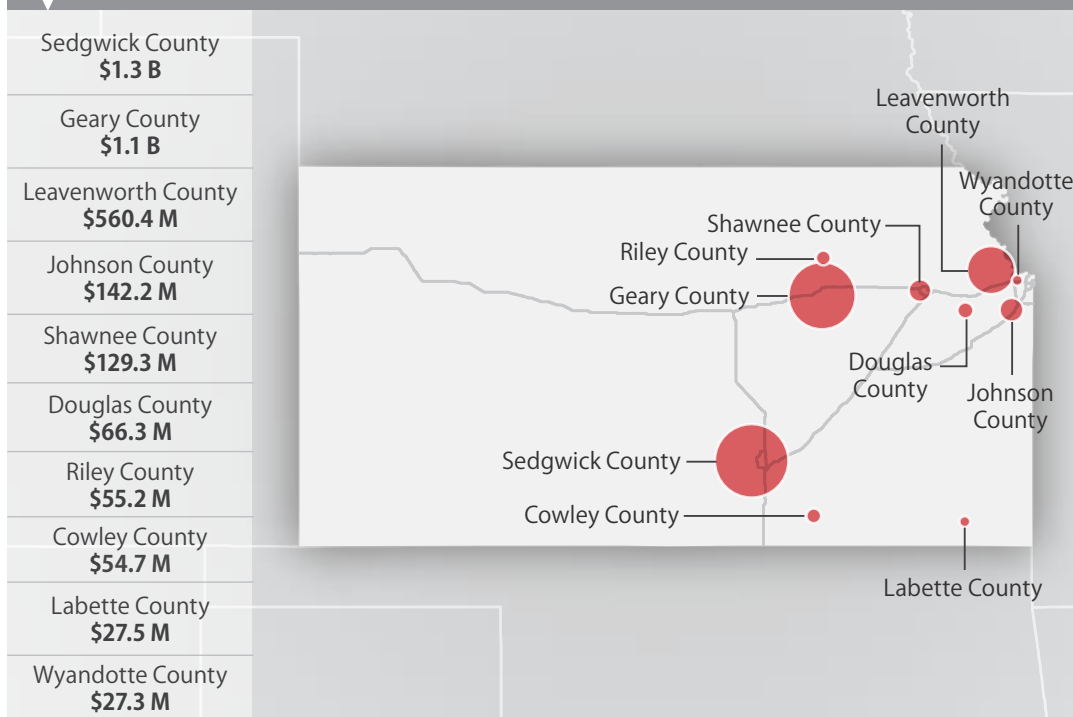 Sedgwick County
$1.3 B
Geary County
$1.1 B
Leavenworth County
$560.4 M
Johnson County
$142.2 M
Shawnee County
$129.3 M
Douglas County
$66.3 M
Riley County
$55.2 M
Cowley County
$54.7 M
Labette County
$27.5 M
Wyandotte County
$27.3 M
Leavenworth
County
Wyandotte
County
Shawnee County
Riley County
Geary County
Douglas
County
Johnson
County
Sedgwick County
Cowley County
Labette County